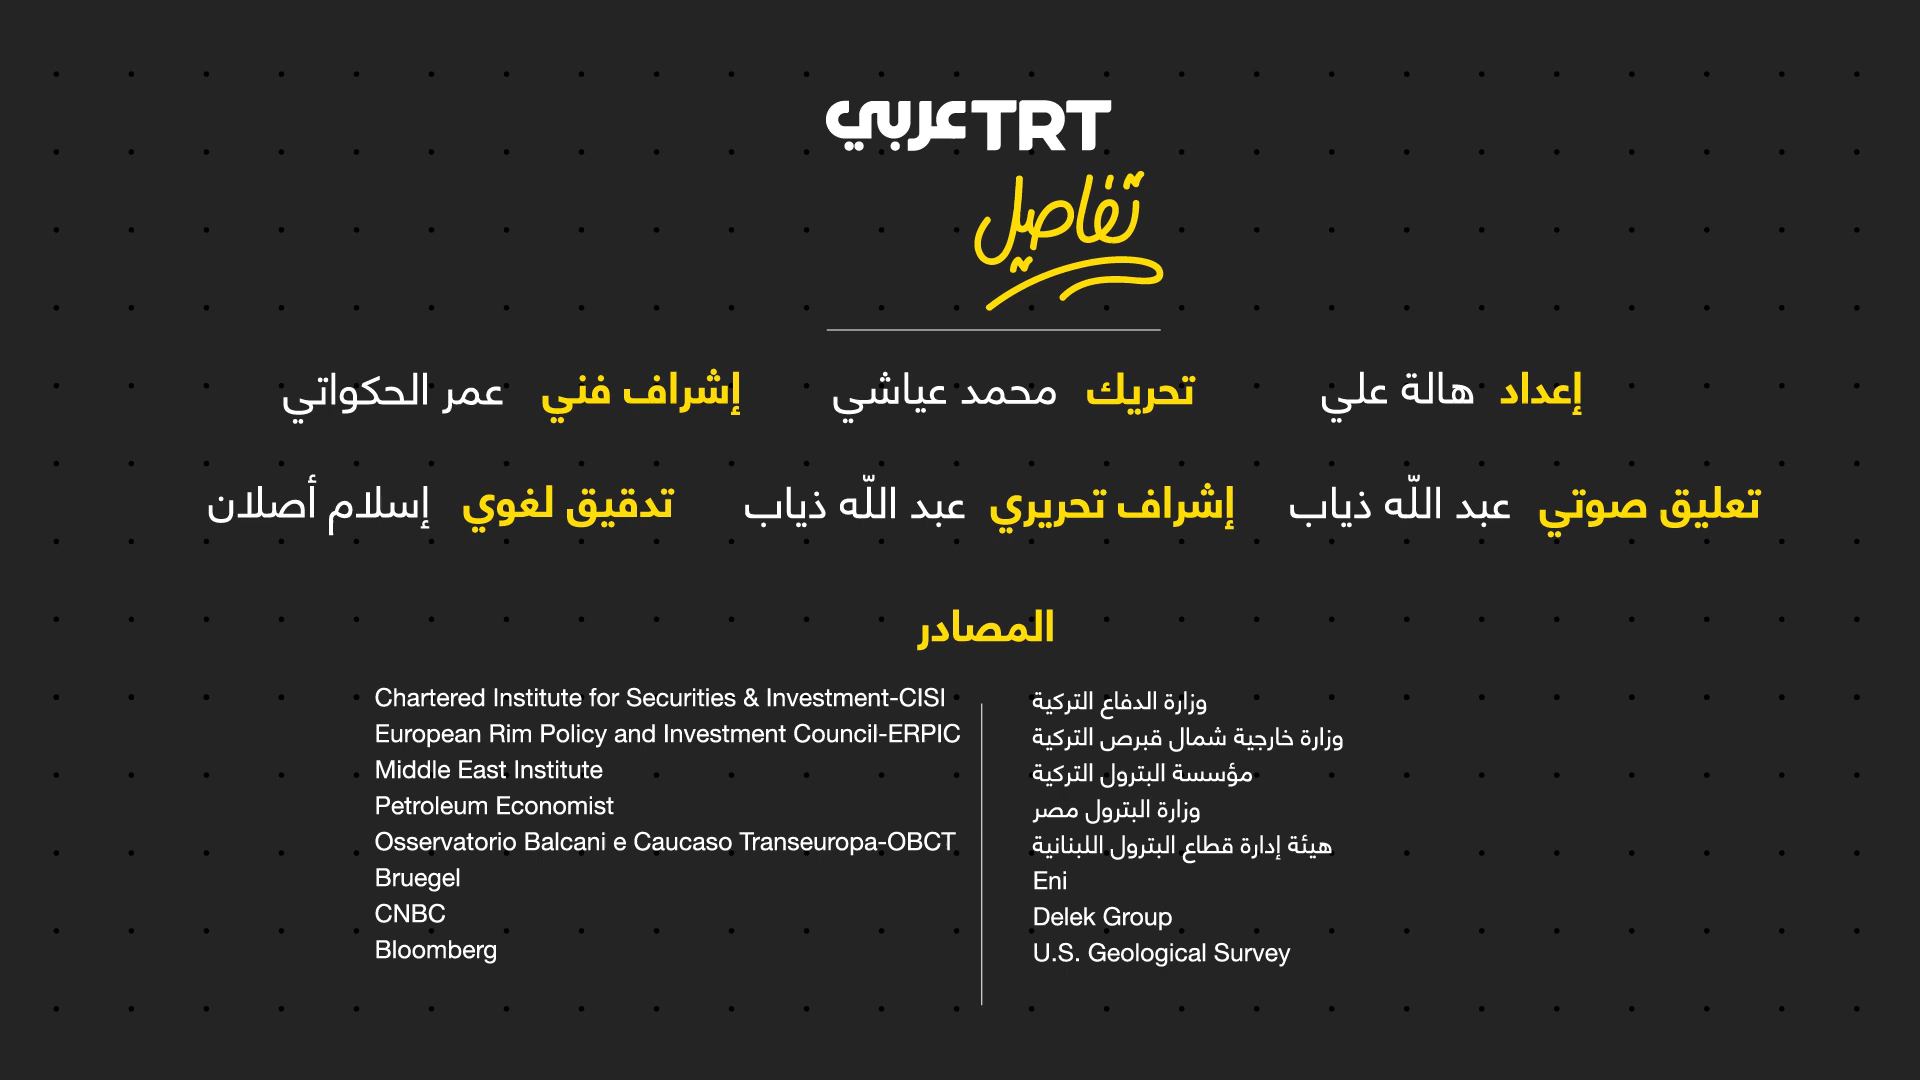 TRT عربي
تفاصيل
إعداد هالة علي تحريك محمد عياشي إشراف فني عمر الحكواتي
تعليق صوتي عبد الله ذياب إشراف تحريري عبد الله ذياب تدقيق لغوي إسلام أصلان
المصادر
وزارة الدفاع التركية
وزارة خارجية شمال قبرص التركية
مؤسسة البترول التركية
وزارة البترول مصر
هيئة إدارة قطاع البترول اللبنانية
Eni
Delek Group
U.S. Geological Survey
Chartered Institute for Securities & Investment-CISI
European Rim Policy and Investment Council-ERPIC
Middle East Institute
Petroleum Economist
Osservatorio Balcani e Caucaso Transeuropa-OBCT
Bruegel
CNBC
Bloomberg